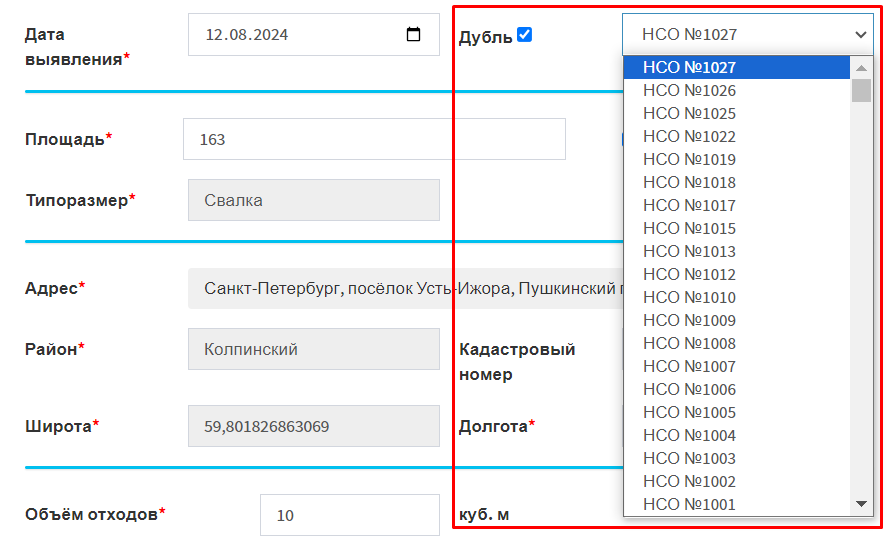 Дата выявления*
12.08.2024
Дубль
НСО №1027
НСО №1027
НСО №1026
НСО №1025
НСО №1022
НСО №1019
НСО №1018
НСО №1017
НСО №1015
НСО №1013
НСО №1012
НСО №1010
НСО №1009
НСО №1008
НСО №1007
НСО №1006
НСО №1005
НСО №1004
НСО №1003
НСО №1002
НСО №1001
Площадь*
163
Типоразмер*
Свалка
Адрес*
Санкт-Петербург, посёлок Усть-Ижора, Пушкинский
Район*
Колпинский
Кадастровый
номер
Широта*
59,801826863069
Долгота*
Объём отходов*
10
куб. м